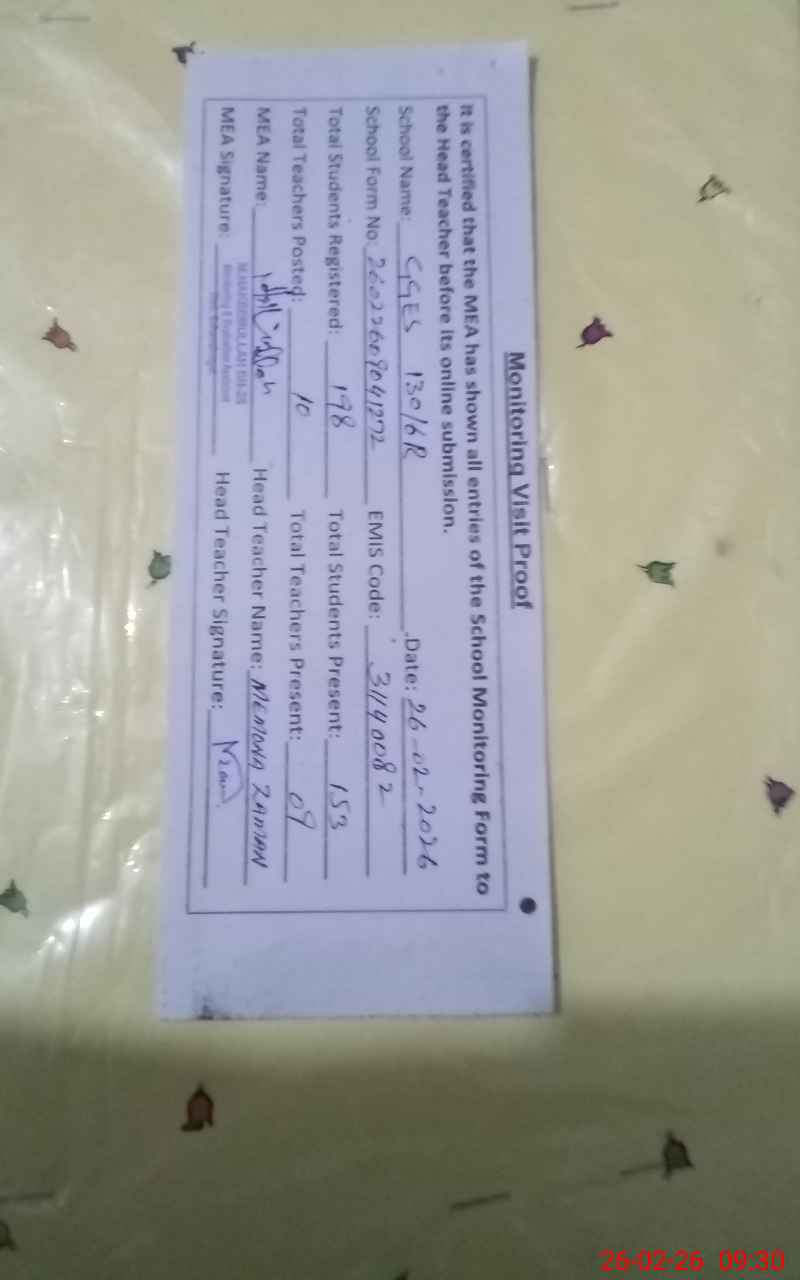 Monitoring Visit Proof
It is certified that the MEA has shown all entries of the School Monitoring Form to
the Head Teacher before its online submission.
School Name: GGES 130/6R .Date: 26-02-2026
School Form No: 26022609041272 EMIS Code: 31140082
Total Students Registered: 198 Total Students Present: 153
Total Teachers Posted: 10 Total Teachers Present: 09
MEA Name: Head Teacher Name: MEMONA ZAMAN
MEA Signature: Head Teacher Signature:
26-02-26 09:30